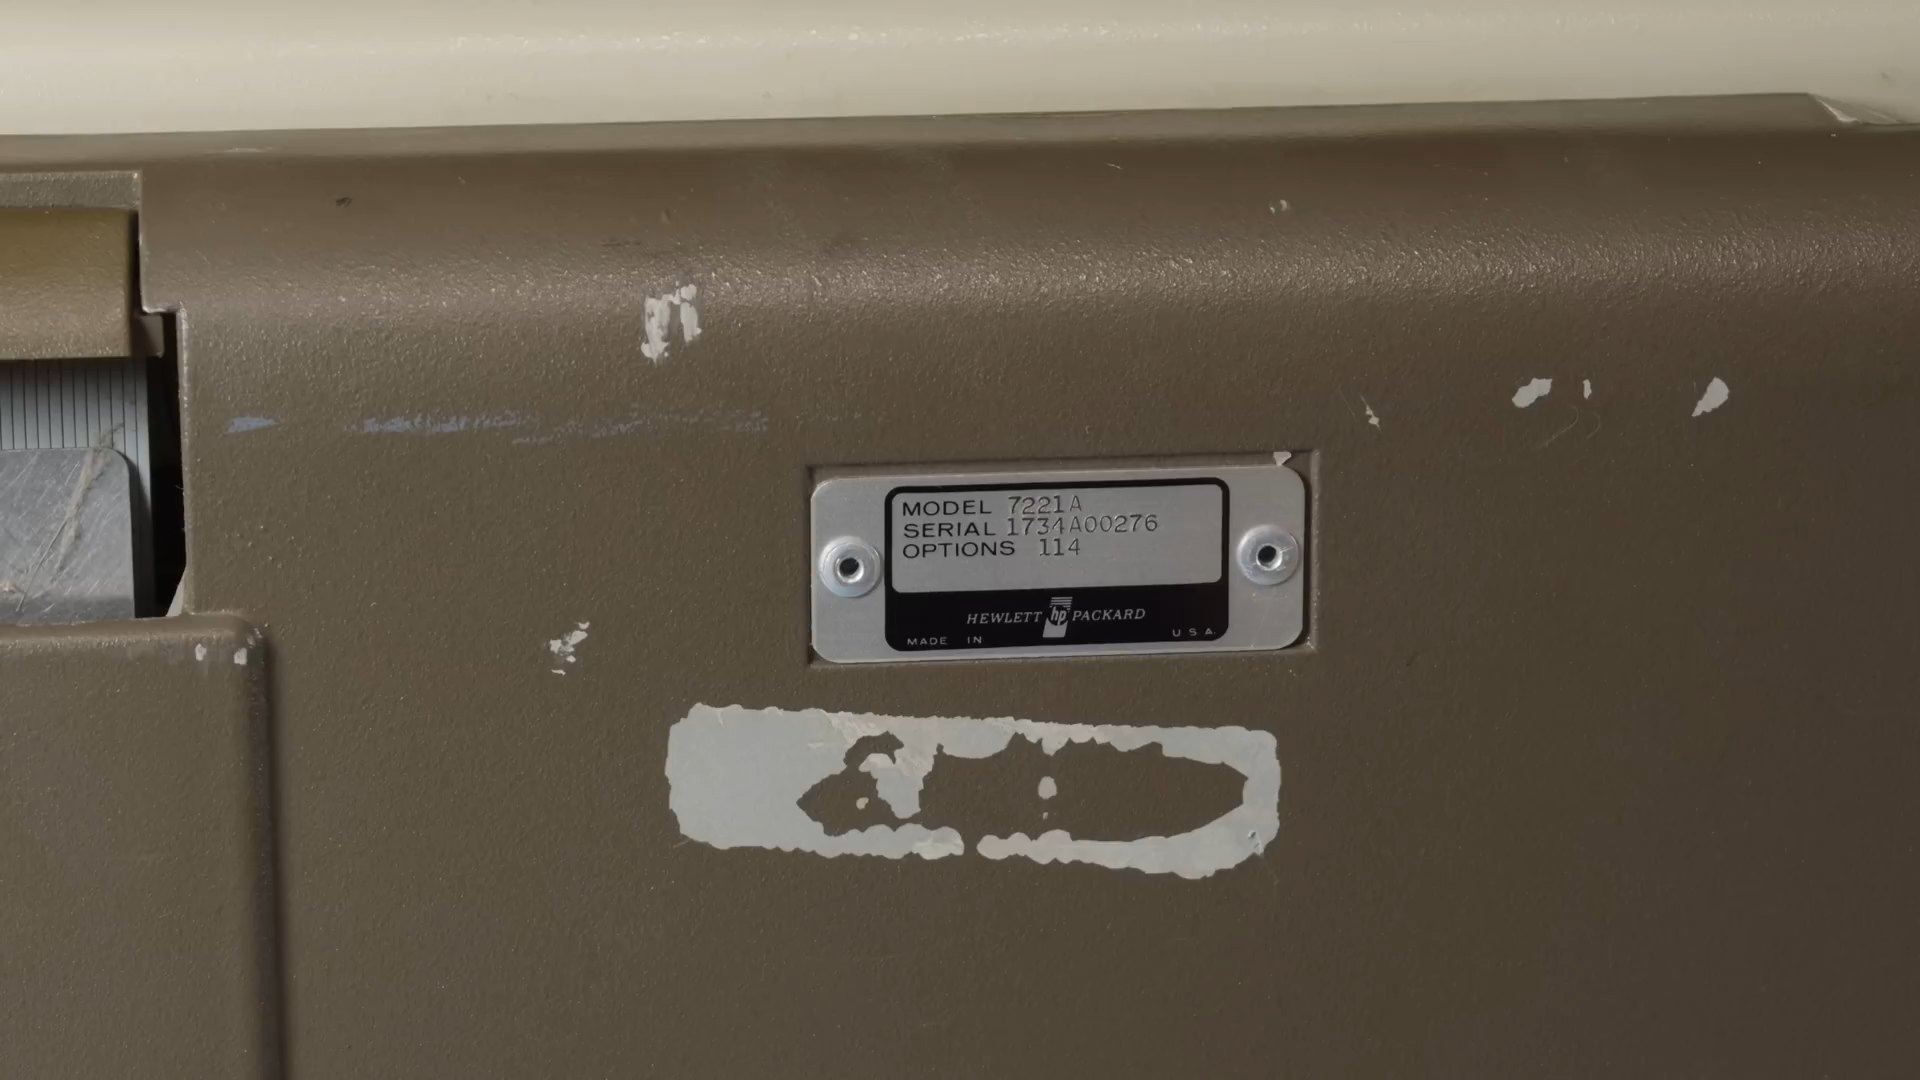 MODEL 7221A
SERIAL 1734A00276
OPTIONS 114
HEWLETT hp PACKARD
MADE IN U.S.A.